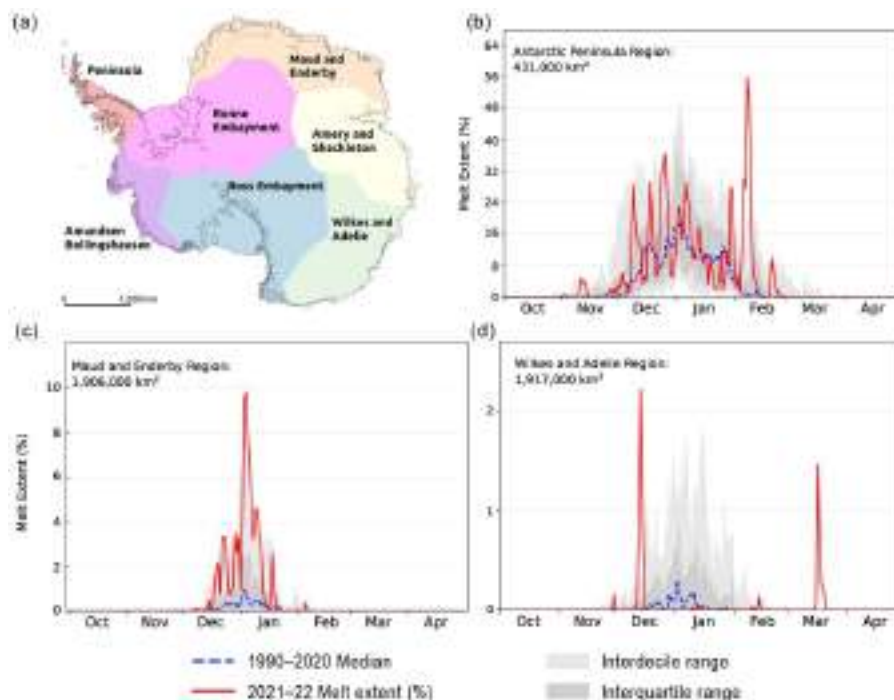 (a)
Peninsula
Maud and
Enderby
Ronne
Embayment
Amery and
Shackleton
Ross Embayment
Wilkes and
Adelie
Amundsen
Bellingshausen
0
(b)
Antarctic Peninsula Region:
431,000 km²
Melt Extent (%)
64
56
48
40
32
24
16
8
0
Oct Nov Dec Jan Feb Mar Apr
(c)
Maud and Enderby Region:
1,906,000 km²
Melt Extent (%)
10
8
6
4
2
0
Oct Nov Dec Jan Feb Mar Apr
(d)
Wilkes and Adelie Region:
1,917,000 km²
2
1
0
Oct Nov Dec Jan Feb Mar Apr
1990–2020 Median
2021–22 Melt extent (%)
Interdecile range
Interquartile range